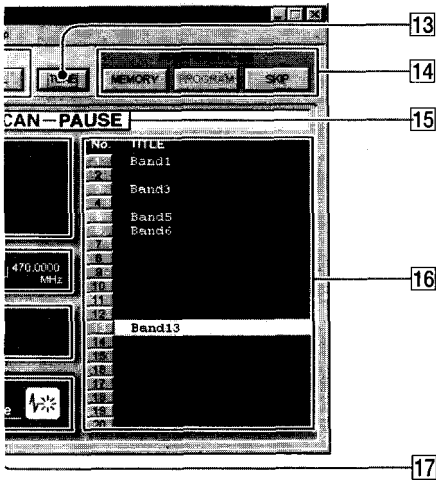 13
TUNE
MEMORY PROGRAM SKIP
14
CAN—PAUSE
15
No. TITLE
1 Band1
2
3 Band3
4
5 Band5
6 Band6
7
8
470.0000
MHz
9
16
10
11
12
13 Band13
14
15
16
17
18
19
20
e
17